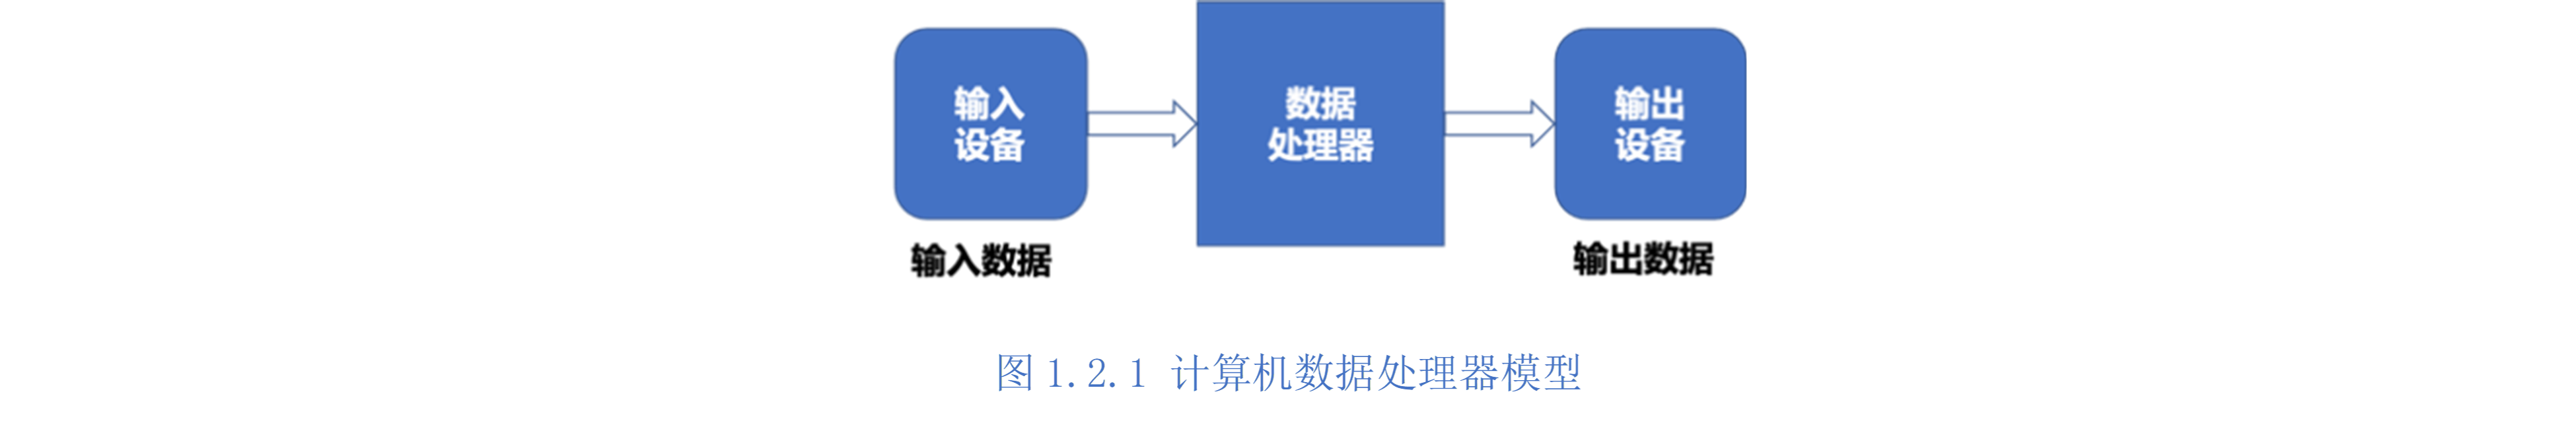 输入
设备
数据
处理器
输出
设备
输入数据
输出数据
图 1.2.1 计算机数据处理器模型